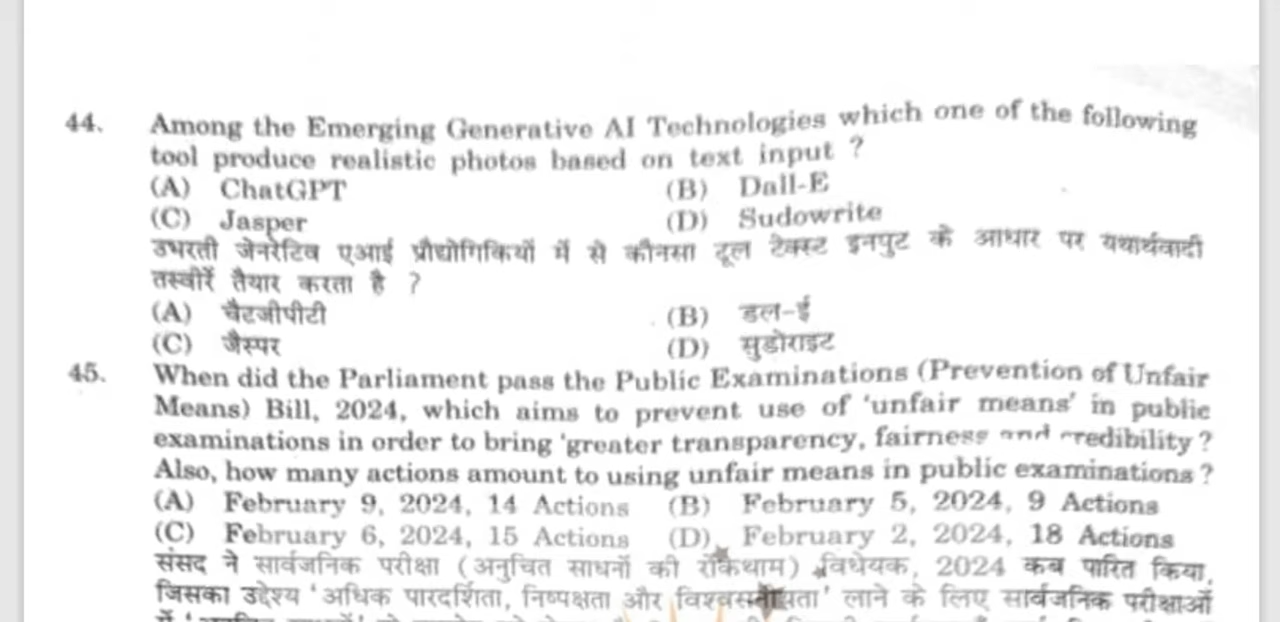 44. Among the Emerging Generative AI Technologies which one of the following
tool produce realistic photos based on text input ?
(A) ChatGPT (B) Dall-E
(C) Jasper (D) Sudowrite
उभरती जेनरेटिव एआई प्रौद्योगिकियों में से कौनसा टूल टेक्स्ट इनपुट के आधार पर यथार्थवादी
तस्वीरें तैयार करता है ?
(A) चैटजीपीटी (B) डल-ई
(C) जैस्पर (D) सुडोराइट
45. When did the Parliament pass the Public Examinations (Prevention of Unfair
Means) Bill, 2024, which aims to prevent use of 'unfair means' in public
examinations in order to bring 'greater transparency, fairness and credibility ?
Also, how many actions amount to using unfair means in public examinations ?
(A) February 9, 2024, 14 Actions (B) February 5, 2024, 9 Actions
(C) February 6, 2024, 15 Actions (D) February 2, 2024, 18 Actions
संसद ने सार्वजनिक परीक्षा (अनुचित साधनों की रोकथाम) विधेयक, 2024 कब पारित किया,
जिसका उद्देश्य 'अधिक पारदर्शिता, निष्पक्षता और विश्वसनीयता' लाने के लिए सार्वजनिक परीक्षाओं